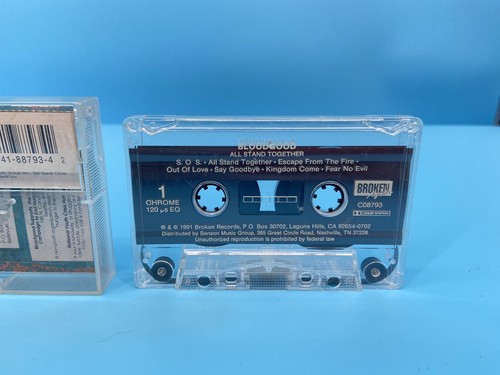 41-88793-4 2
BLOODGOOD
ALL STAND TOGETHER
S. O. S. • All Stand Together • Escape From The Fire •
Out Of Love • Say Goodbye • Kingdom Come • Fear No Evil
1
CHROME
120 µs EQ
BROKEN
C08793
DOLBY SYSTEM
℗ & © 1991 Broken Records, P.O. Box 30702, Laguna Hills, CA 92654-0702
Distributed by Benson Music Group, 365 Great Circle Road, Nashville, TN 37228.
Unauthorized reproduction is prohibited by federal law